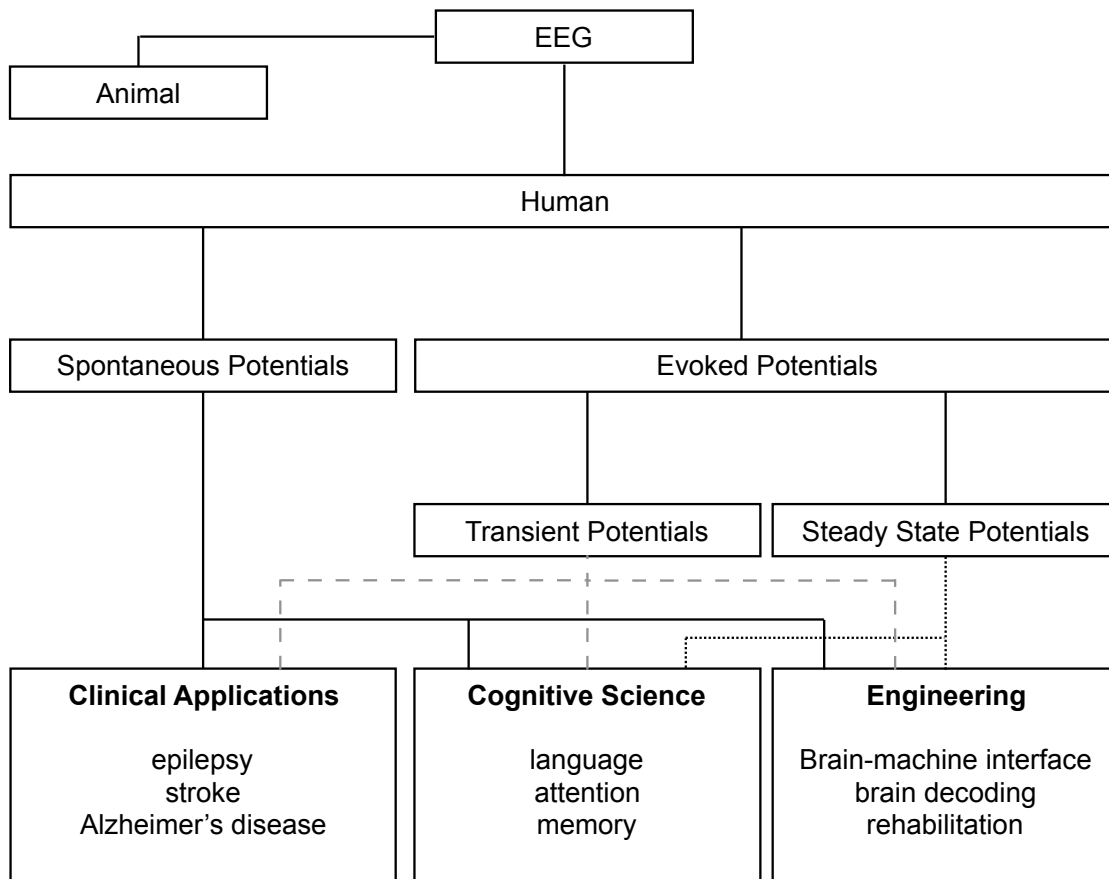 EEG
Animal
Human
Spontaneous Potentials
Evoked Potentials
Transient Potentials
Steady State Potentials
Clinical Applications
epilepsy
stroke
Alzheimer’s disease
Cognitive Science
language
attention
memory
Engineering
Brain-machine interface
brain decoding
rehabilitation